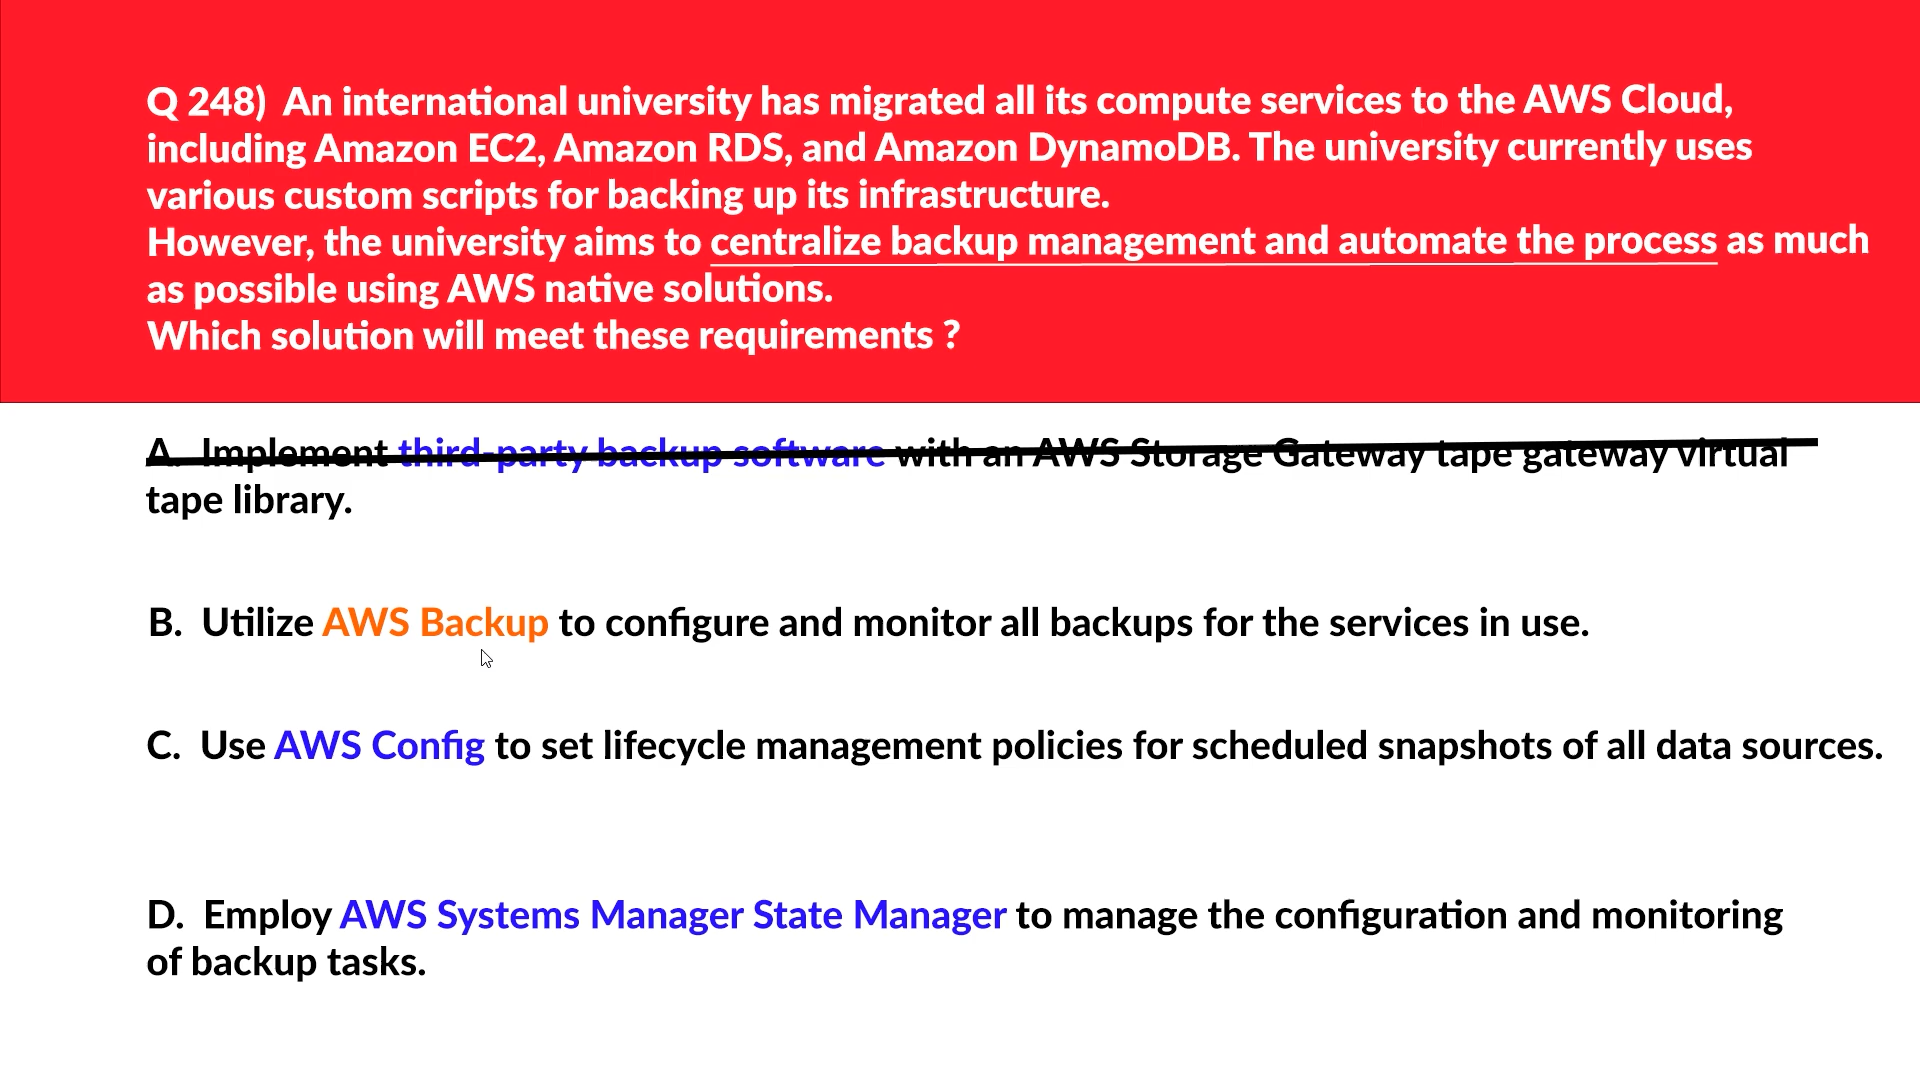 Q 248) An international university has migrated all its compute services to the AWS Cloud,
including Amazon EC2, Amazon RDS, and Amazon DynamoDB. The university currently uses
various custom scripts for backing up its infrastructure.
However, the university aims to centralize backup management and automate the process as much
as possible using AWS native solutions.
Which solution will meet these requirements ?
A. Implement third-party backup software with an AWS Storage Gateway tape gateway virtual
tape library.
B. Utilize AWS Backup to configure and monitor all backups for the services in use.
C. Use AWS Config to set lifecycle management policies for scheduled snapshots of all data sources.
D. Employ AWS Systems Manager State Manager to manage the configuration and monitoring
of backup tasks.